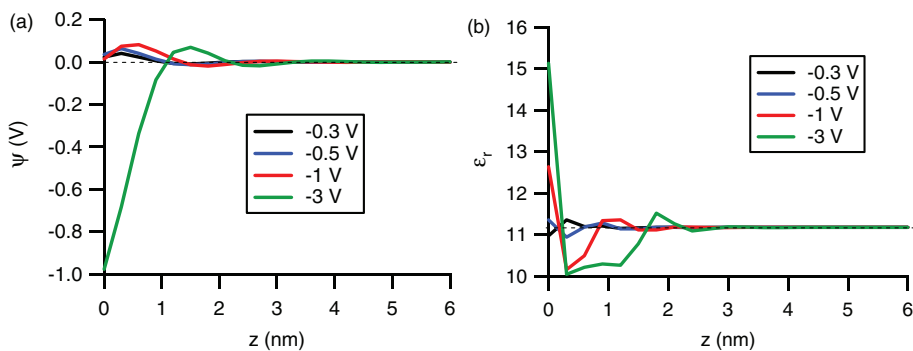 (a)
0.2
0.0
-0.2
-0.4
-0.6
-0.8
-1.0
ψ (V)
-0.3 V
-0.5 V
-1 V
-3 V
0 1 2 3 4 5 6
z (nm)
(b)
16
15
14
13
12
11
10
εr
-0.3 V
-0.5 V
-1 V
-3 V
0 1 2 3 4 5 6
z (nm)